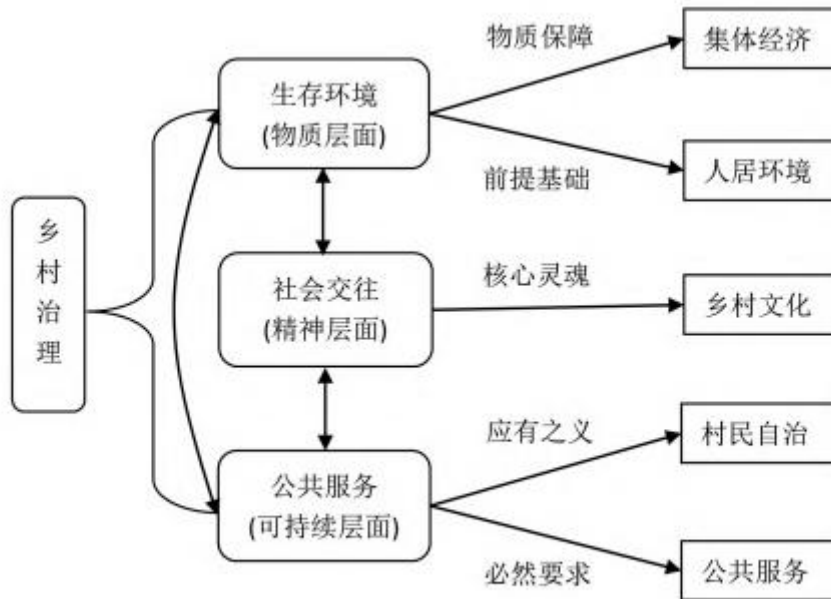 乡村治理
生存环境
(物质层面)
物质保障
集体经济
前提基础
人居环境
社会交往
(精神层面)
核心灵魂
乡村文化
公共服务
(可持续层面)
应有之义
村民自治
必然要求
公共服务